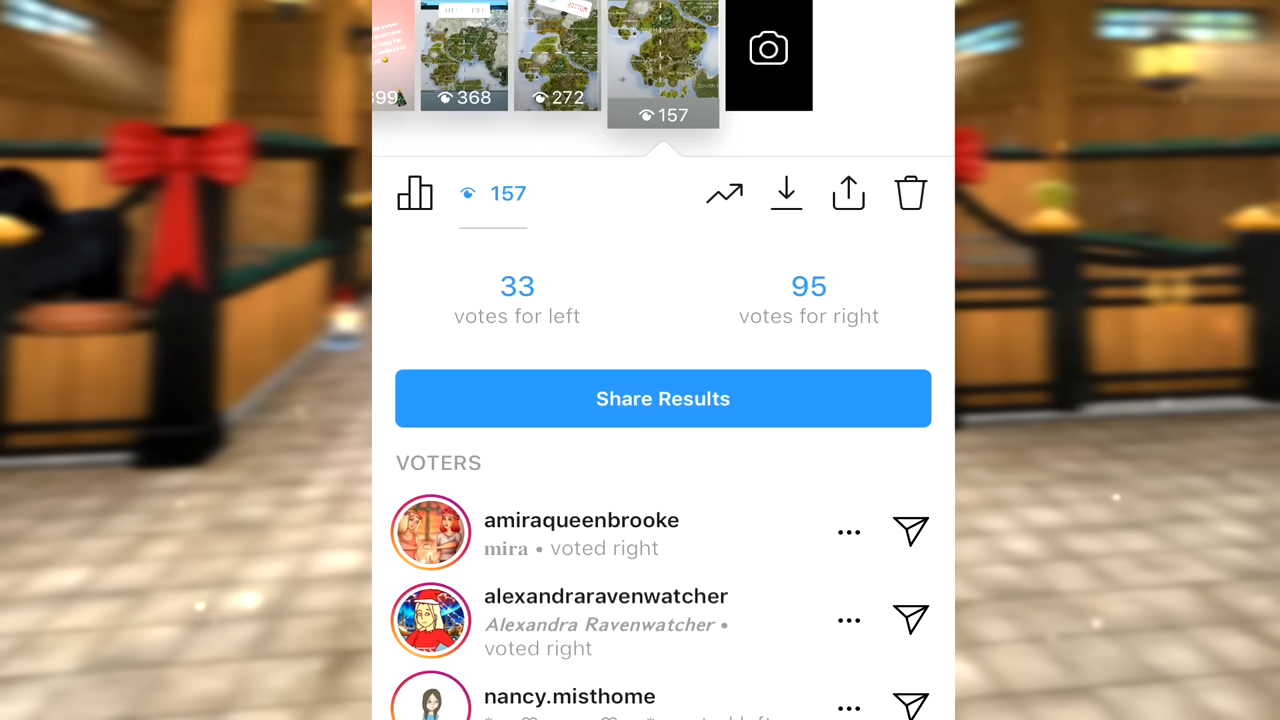 399
368
272
157
157
33
95
votes for left
votes for right
Share Results
VOTERS
amiraqueenbrooke
mira • voted right
alexandraravenwatcher
Alexandra Ravenwatcher •
voted right
nancy.misthome